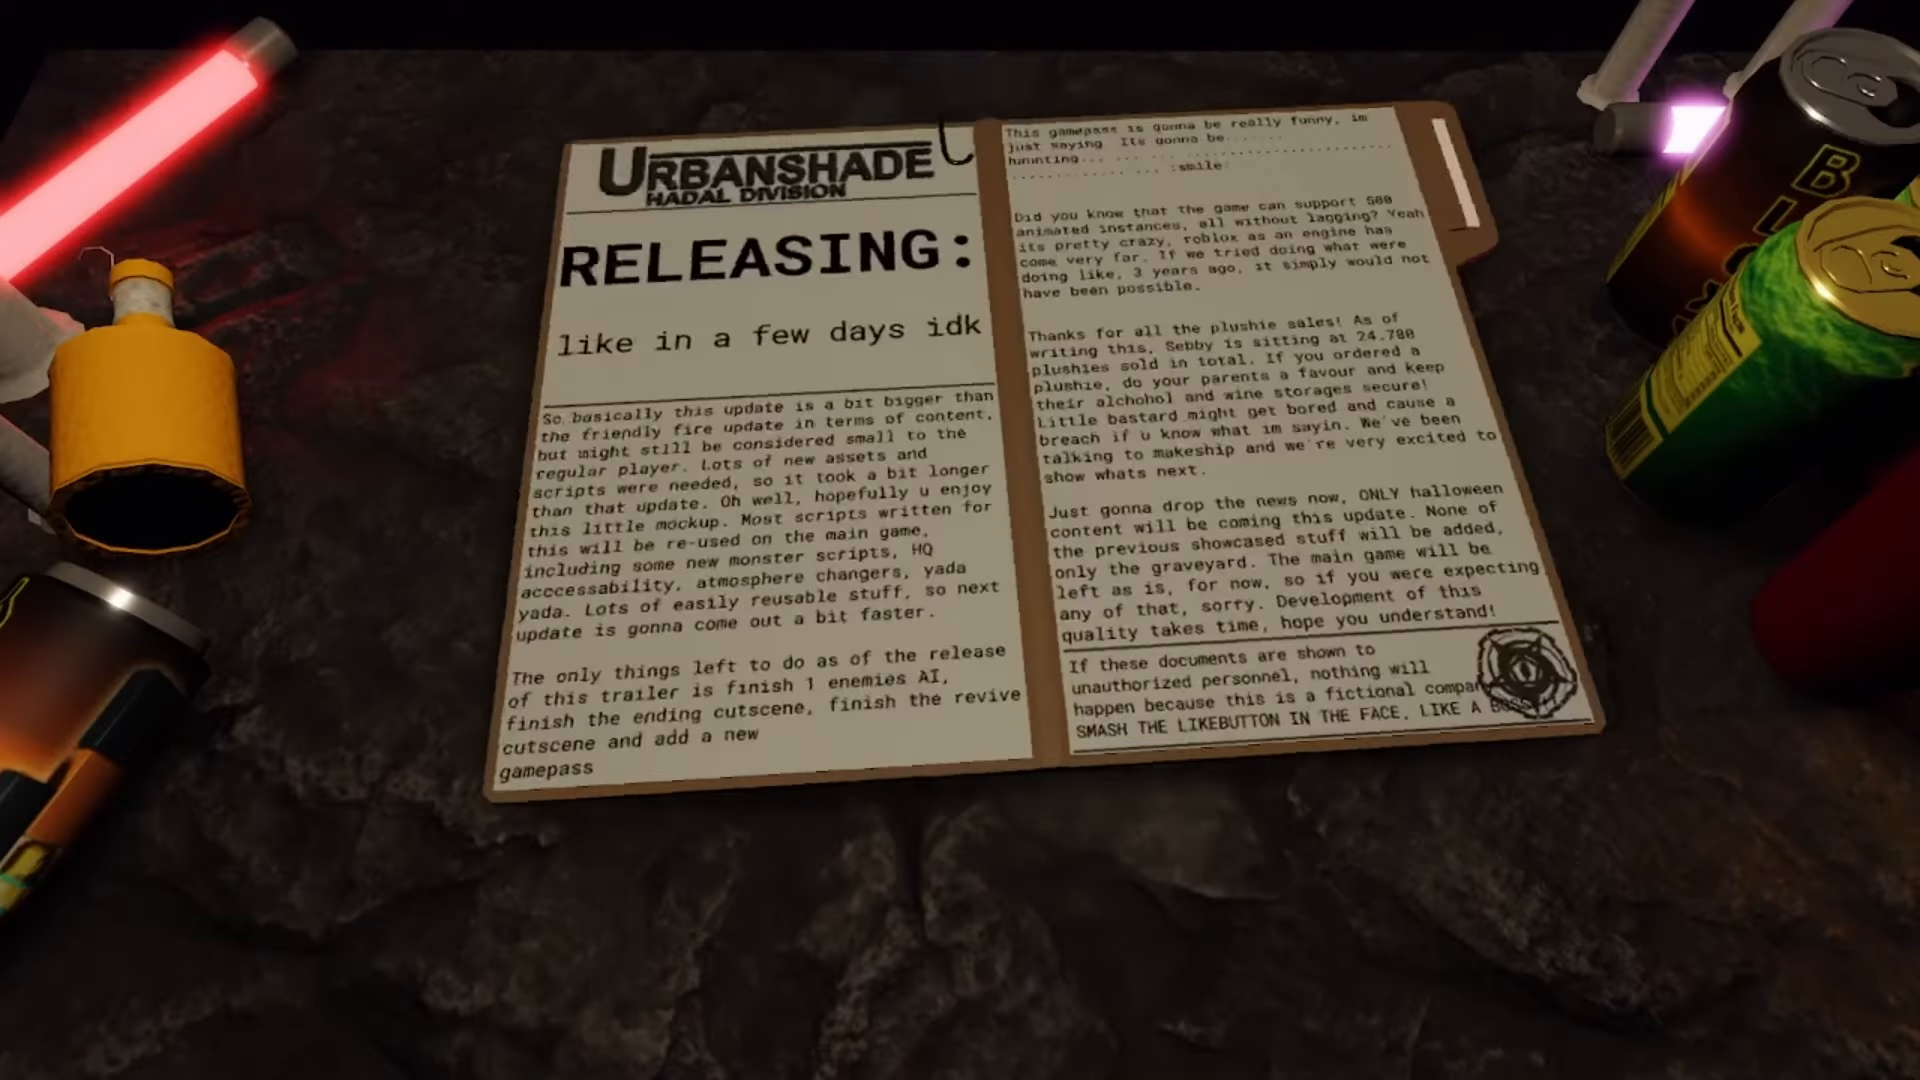 URBANSHADE
HADAL DIVISION
RELEASING:
like in a few days idk
So basically this update is a bit bigger than
the friendly fire update in terms of content,
but might still be considered small to the
regular player. Lots of new assets and
scripts were needed, so it took a bit longer
than that update. Oh well, hopefully u enjoy
this little mockup. Most scripts written for
this will be re-used on the main game,
including some new monster scripts, HQ
acccessability, atmosphere changers, yada
yada. Lots of easily reusable stuff, so next
update is gonna come out a bit faster.
The only things left to do as of the release
of this trailer is finish 1 enemies AI,
finish the ending cutscene, finish the revive
cutscene and add a new
gamepass
This gamepass is gonna be really funny, im
just saying. Its gonna be........
haunting... ... ... ..............................
.............. ... ... :smile:
Did you know that the game can support 500
animated instances, all without lagging? Yeah
its pretty crazy, roblox as an engine has
come very far. If we tried doing what were
doing like, 3 years ago, it simply would not
have been possible.
Thanks for all the plushie sales! As of
writing this, Sebby is sitting at 24.780
plushies sold in total. If you ordered a
plushie, do your parents a favour and keep
their alchohol and wine storages secure!
Little bastard might get bored and cause a
breach if u know what im sayin. We've been
talking to makeship and we're very excited to
show whats next.
Just gonna drop the news now, ONLY halloween
content will be coming this update. None of
the previous showcased stuff will be added,
only the graveyard. The main game will be
left as is, for now, so if you were expecting
any of that, sorry. Development of this
quality takes time, hope you understand!
If these documents are shown to
unauthorized personnel, nothing will
happen because this is a fictional
SMASH THE LIKEBUTTON IN THE FACE, LIKE A BOSS